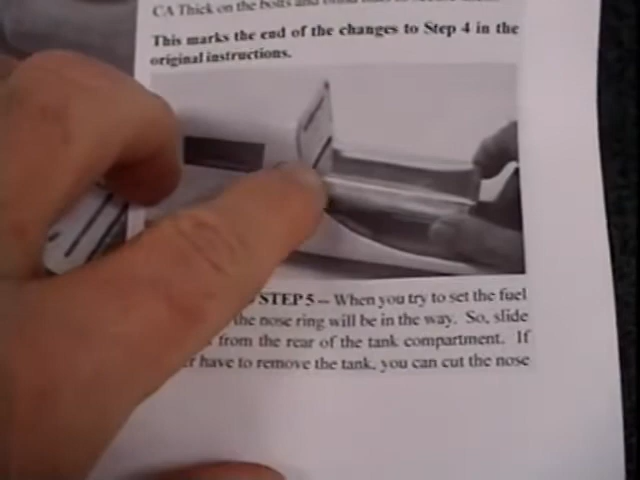 CA Thick on the bolts and
This marks the end of the changes to Step 4 in the
original instructions.
STEP 5 – When you try to set the fuel
the nose ring will be in the way. So, slide
from the rear of the tank compartment. If
have to remove the tank, you can cut the nose